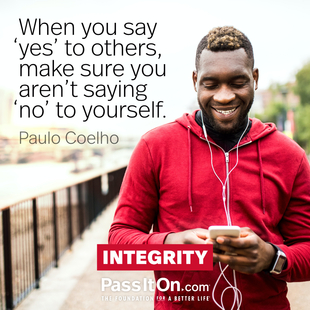 When you say
‘yes’ to others,
make sure you
aren’t saying
‘no’ to yourself.
Paulo Coelho
INTEGRITY
PassItOn.com
THE FOUNDATION FOR A BETTER LIFE